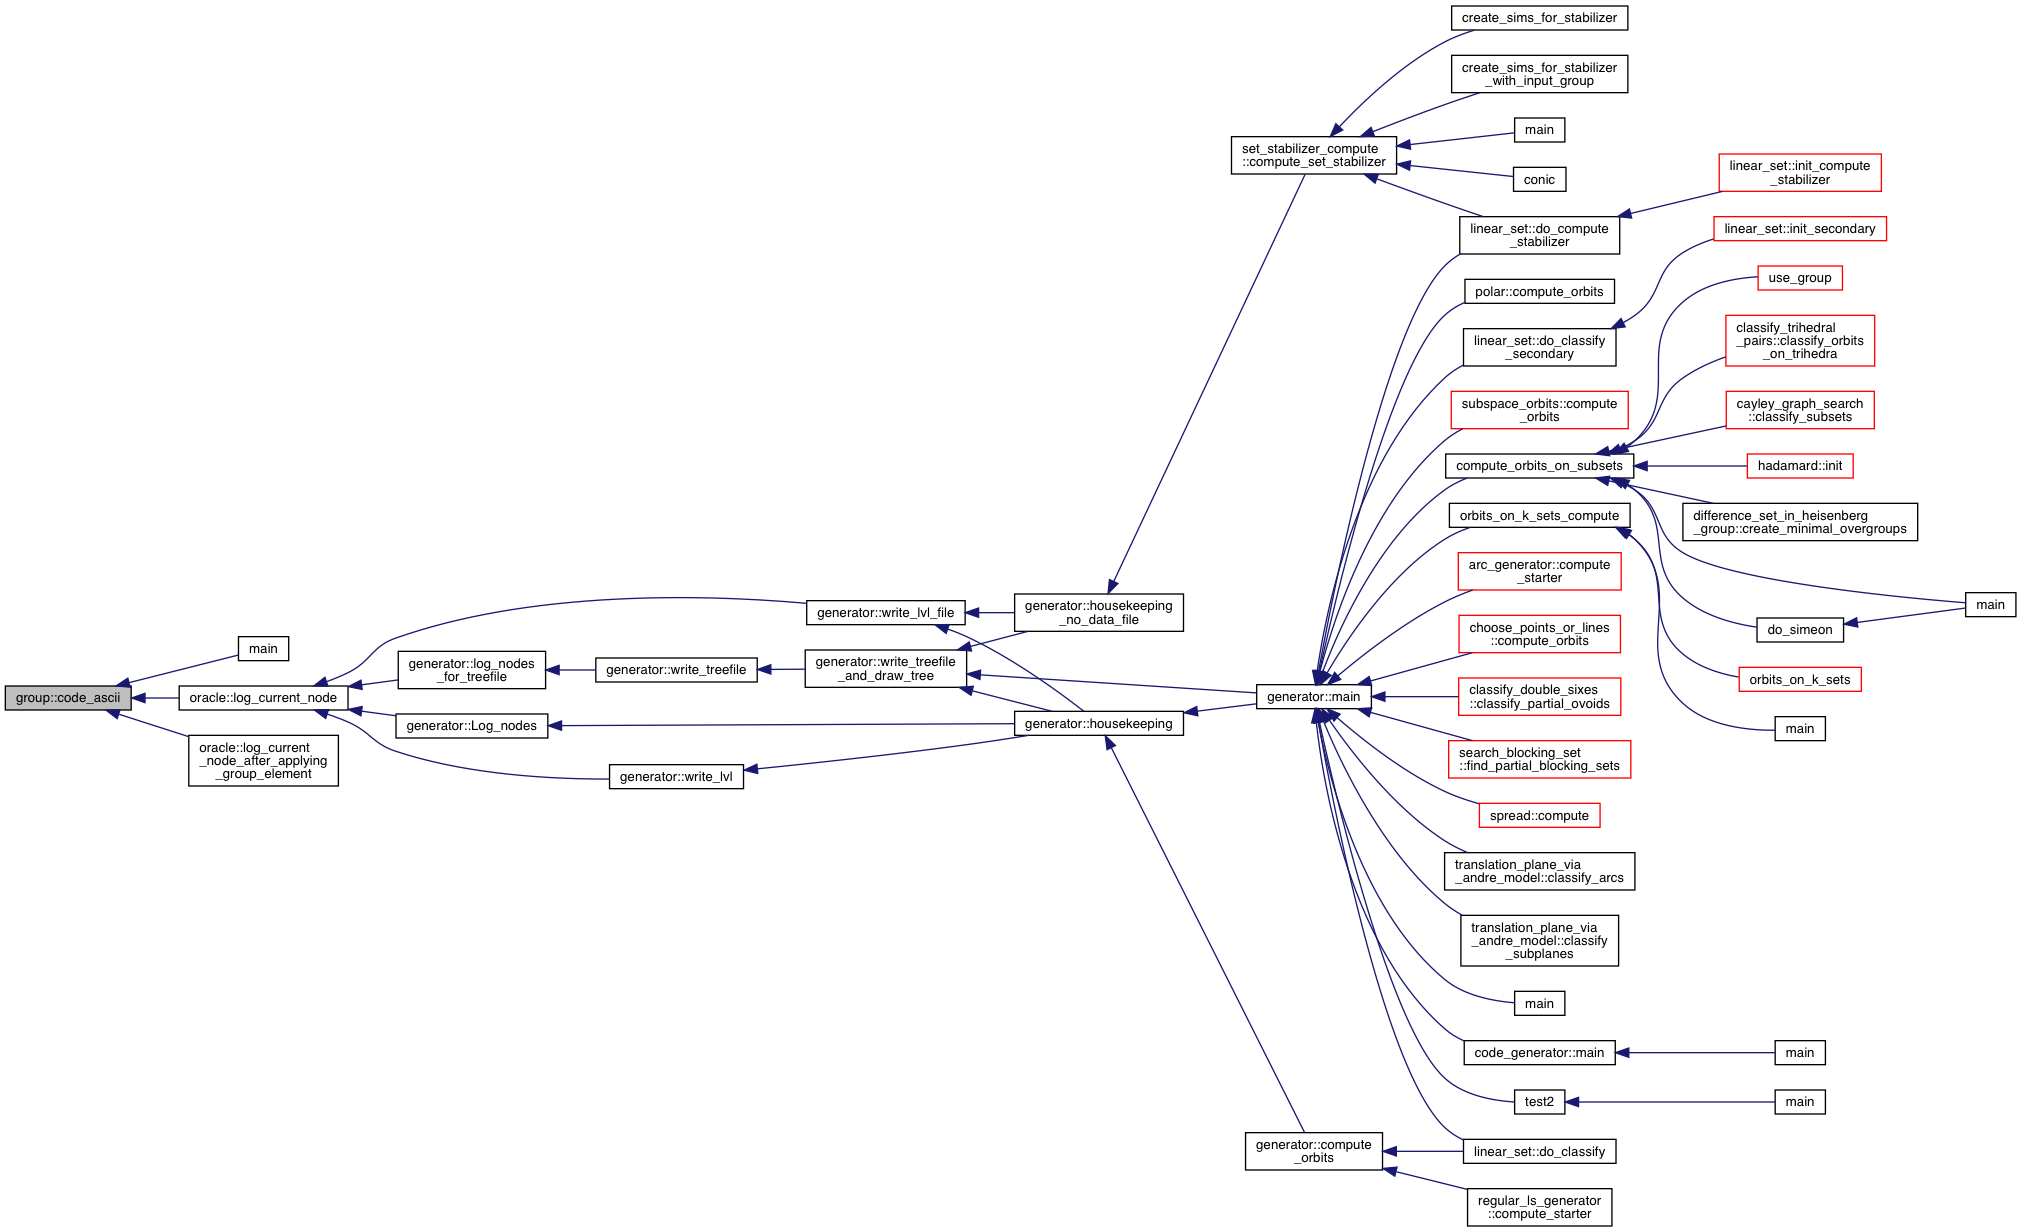 group::code_ascii
main
oracle::log_current_node
oracle::log_current
_node_after_applying
_group_element
generator::log_nodes
_for_treefile
generator::Log_nodes
generator::write_treefile
generator::write_lvl
generator::write_lvl_file
generator::write_treefile
_and_draw_tree
generator::housekeeping
_no_data_file
generator::housekeeping
set_stabilizer_compute
::compute_set_stabilizer
generator::main
generator::compute
_orbits
create_sims_for_stabilizer
create_sims_for_stabilizer
_with_input_group
main
conic
linear_set::do_compute
_stabilizer
polar::compute_orbits
linear_set::do_classify
_secondary
subspace_orbits::compute
_orbits
compute_orbits_on_subsets
orbits_on_k_sets_compute
arc_generator::compute
_starter
choose_points_or_lines
::compute_orbits
classify_double_sixes
::classify_partial_ovoids
search_blocking_set
::find_partial_blocking_sets
spread::compute
translation_plane_via
_andre_model::classify_arcs
translation_plane_via
_andre_model::classify
_subplanes
main
code_generator::main
test2
linear_set::do_classify
regular_ls_generator
::compute_starter
linear_set::init_compute
_stabilizer
linear_set::init_secondary
use_group
classify_trihedral
_pairs::classify_orbits
_on_trihedra
cayley_graph_search
::classify_subsets
hadamard::init
difference_set_in_heisenberg
_group::create_minimal_overgroups
do_simeon
orbits_on_k_sets
main
main
main
main